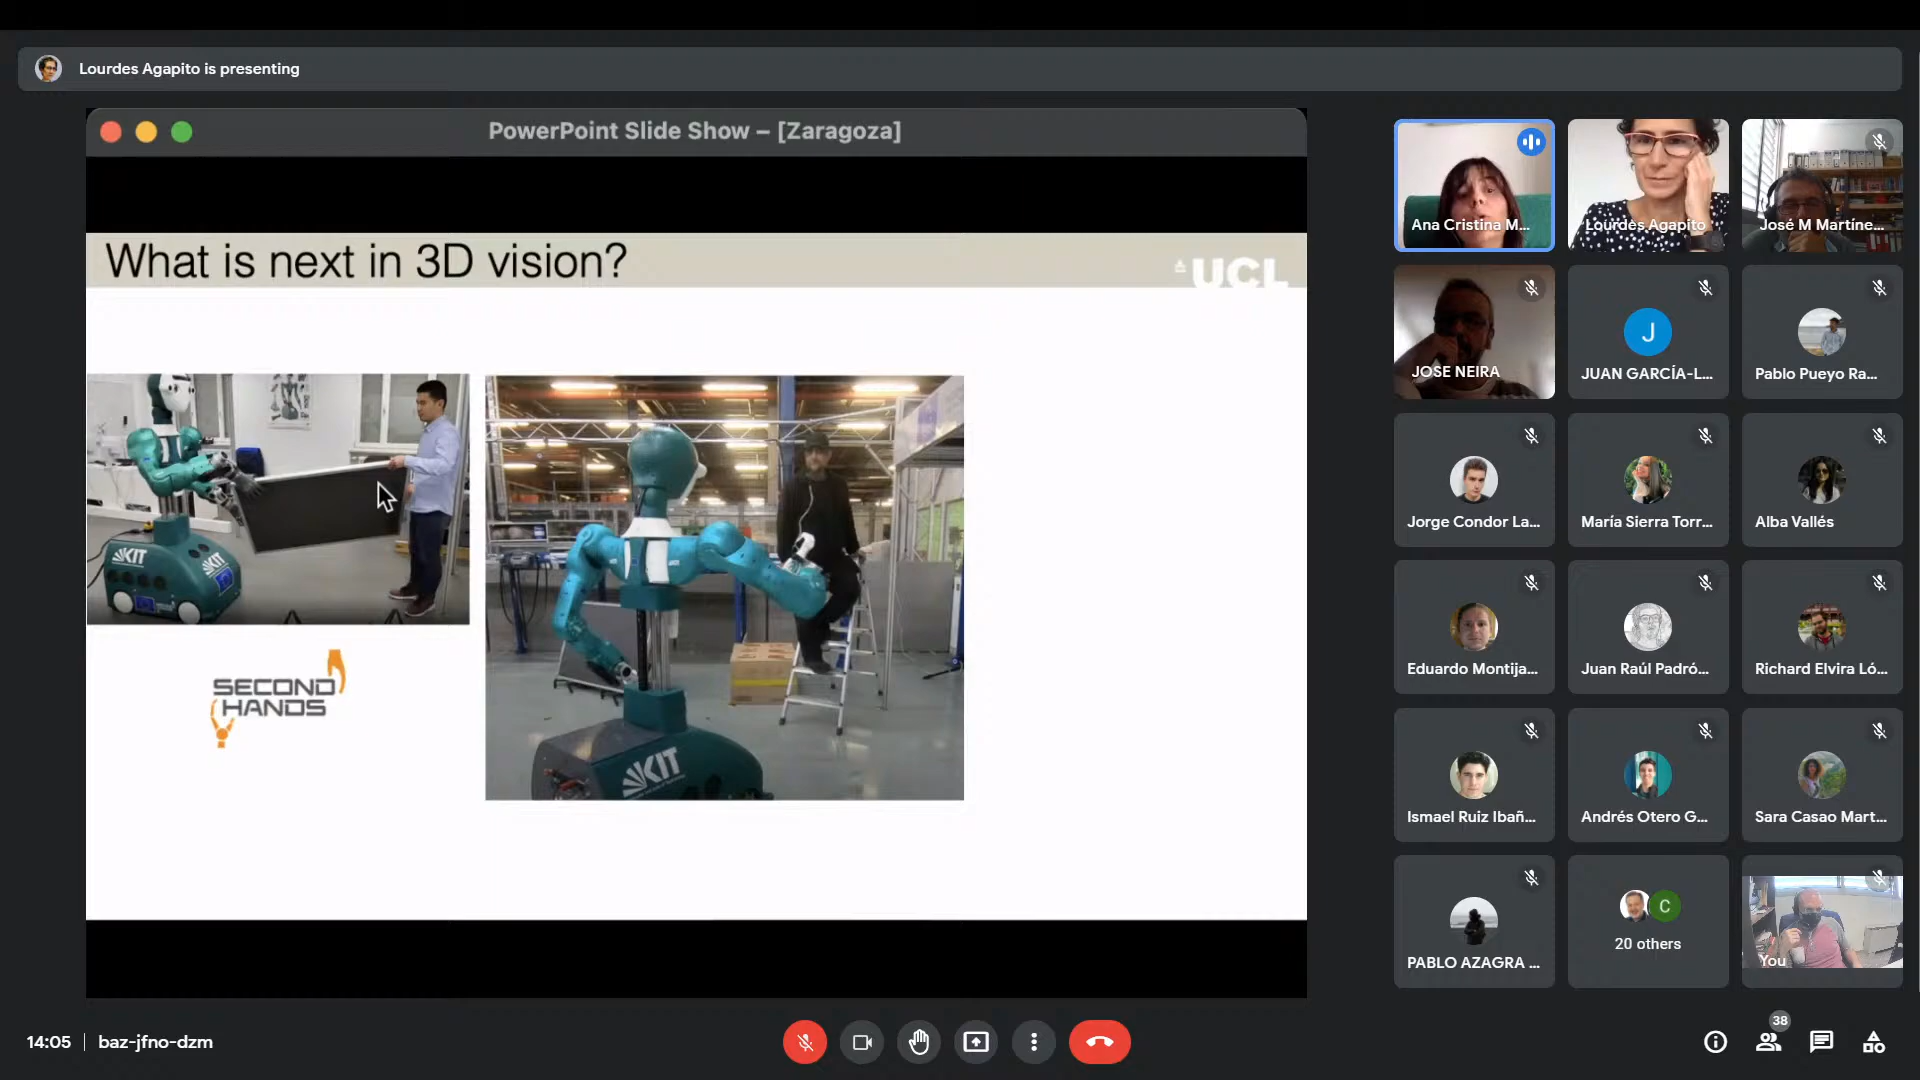 Lourdes Agapito is presenting
PowerPoint Slide Show – [Zaragoza]
What is next in 3D vision?
UCL
KIT
KIT
SECOND
HANDS
KIT
Ana Cristina M...
Lourdes Agapito
José M Martíne...
JOSE NEIRA
J
JUAN GARCÍA-L...
Pablo Pueyo Ra...
Jorge Condor La...
María Sierra Torr...
Alba Vallés
Eduardo Montija...
Juan Raúl Padró...
Richard Elvira Ló...
Ismael Ruiz Ibañ...
Andrés Otero G...
Sara Casao Mart...
PABLO AZAGRA ...
C
20 others
You
14:05
baz-jfno-dzm
38